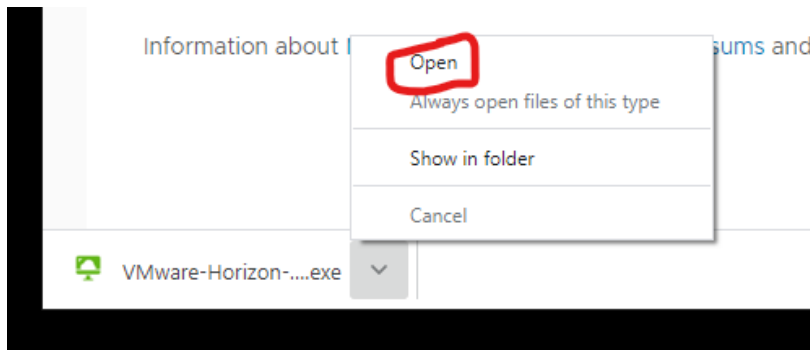 Information about
sums and
Open
Always open files of this type
Show in folder
Cancel
VMware-Horizon-....exe